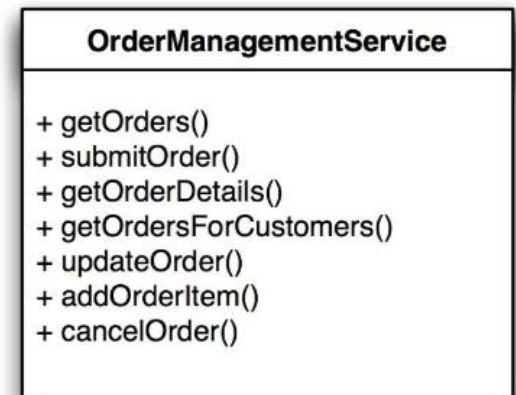 OrderManagementService
+ getOrders()
+ submitOrder()
+ getOrderDetails()
+ getOrdersForCustomers()
+ updateOrder()
+ addOrderItem()
+ cancelOrder()